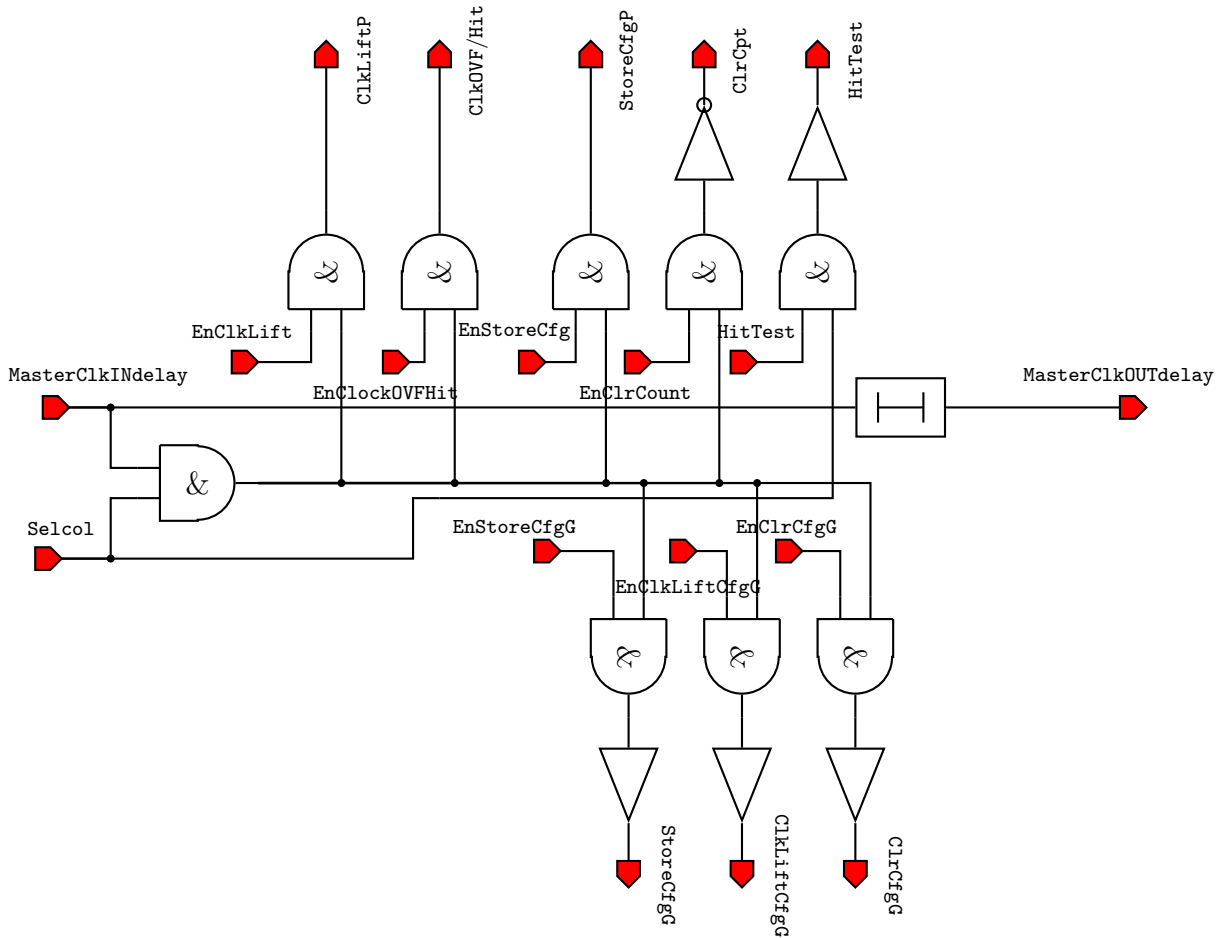 ClkLiftP
ClkOVF/Hit
StoreCfgP
ClrCpt
HitTest
&
&
&
&
&
EnClkLift
EnStoreCfg
HitTest
MasterClkINdelay
EnClockOVFHit
EnClrCount
MasterClkOUTdelay
&
Selcol
EnStoreCfgG
EnClrCfgG
EnClkLiftCfgG
&
&
&
StoreCfgG
ClkLiftCfgG
ClrCfgG